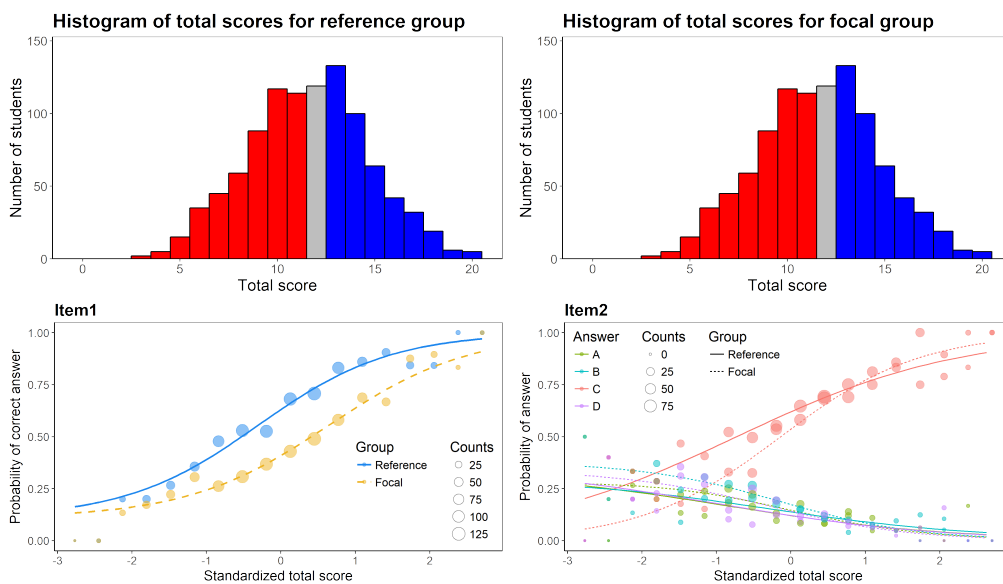 Histogram of total scores for reference group
Number of students
150
100
50
0
0 5 10 15 20
Total score
Histogram of total scores for focal group
Number of students
150
100
50
0
0 5 10 15 20
Total score
Item1
Probability of correct answer
1.00
0.75
0.50
0.25
0.00
-3 -2 -1 0 1 2
Standardized total score
Group
Reference
Focal
Counts
25
50
75
100
125
Item2
Probability of answer
1.00
0.75
0.50
0.25
0.00
-3 -2 -1 0 1 2
Standardized total score
Answer
A
B
C
D
Counts
0
25
50
75
Group
Reference
Focal